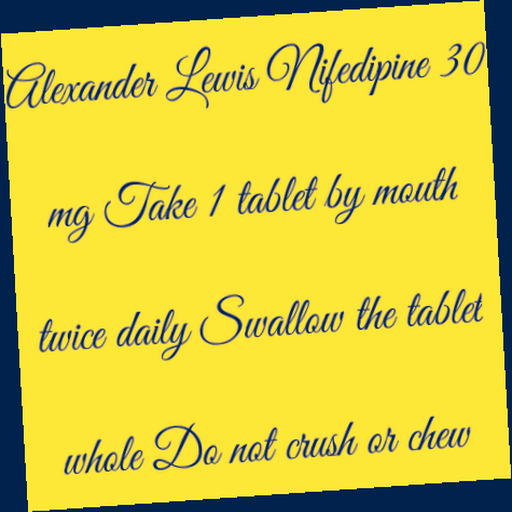 Alexander Lewis Nifedipine 30
mg Take 1 tablet by mouth
twice daily Swallow the tablet
whole Do not crush or chew